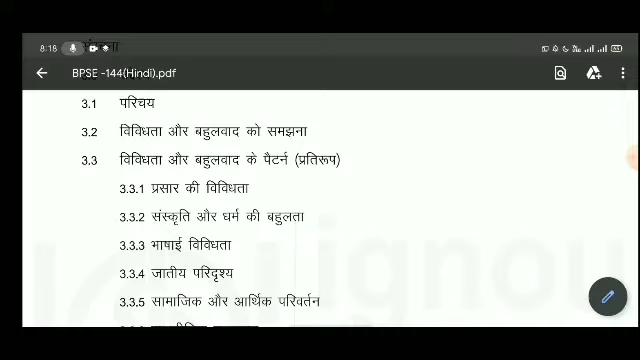 8:18
BPSE -144(Hindi).pdf
3.1 परिचय
3.2 विविधता और बहुलवाद को समझना
3.3 विविधता और बहुलवाद के पैटर्न (प्रतिरूप)
3.3.1 प्रसार की विविधता
3.3.2 संस्कृति और धर्म की बहुलता
3.3.3 भाषाई विविधता
3.3.4 जातीय परिदृश्य
3.3.5 सामाजिक और आर्थिक परिवर्तन
ignou